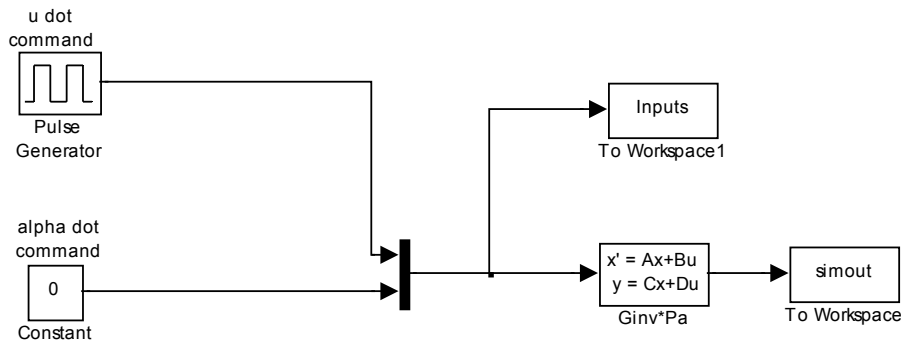 u dot
command
Pulse
Generator
Inputs
To Workspace1
alpha dot
command
0
Constant
x' = Ax+Bu
y = Cx+Du
Ginv*Pa
simout
To Workspace